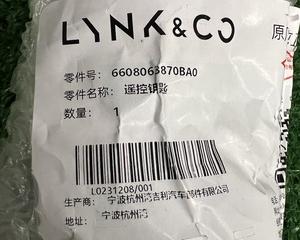 LYNK&CO
原厂
零件号: 6608063870BA0
零件名称: 遥控钥匙
数量: 1
L0231208/001
生产商: 宁波杭州湾吉利汽车部件有限公司
地址: 宁波杭州湾